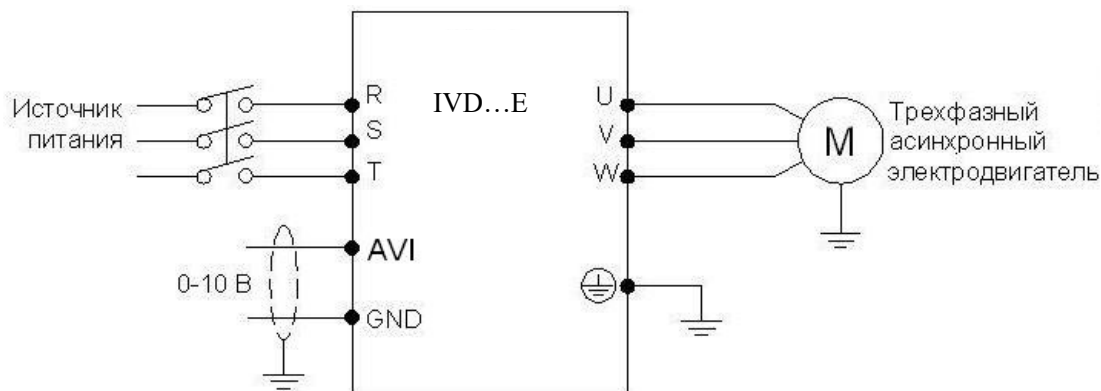 Источник
питания
R
S
T
IVD...E
U
V
W
M
Трехфазный
асинхронный
электродвигатель
AVI
0-10 В
GND